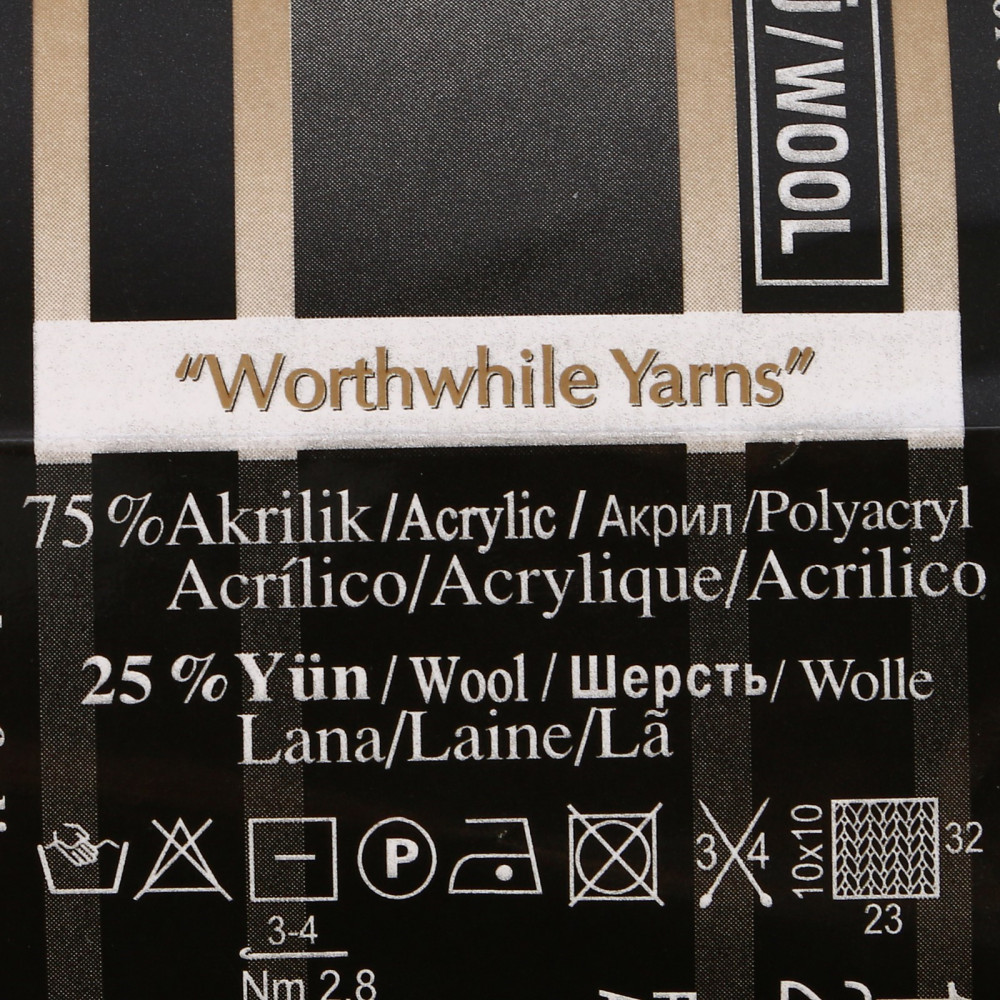 /WOOL
“Worthwhile Yarns”
75%Akrilik/Acrylic/Акрил/Polyacryl
Acrílico/Acrylique/Acrilico
25%Yün/Wool/Шерсть/Wolle
Lana/Laine/Lã
P
3 4
10x10
32
23
3-4
Nm 2.8